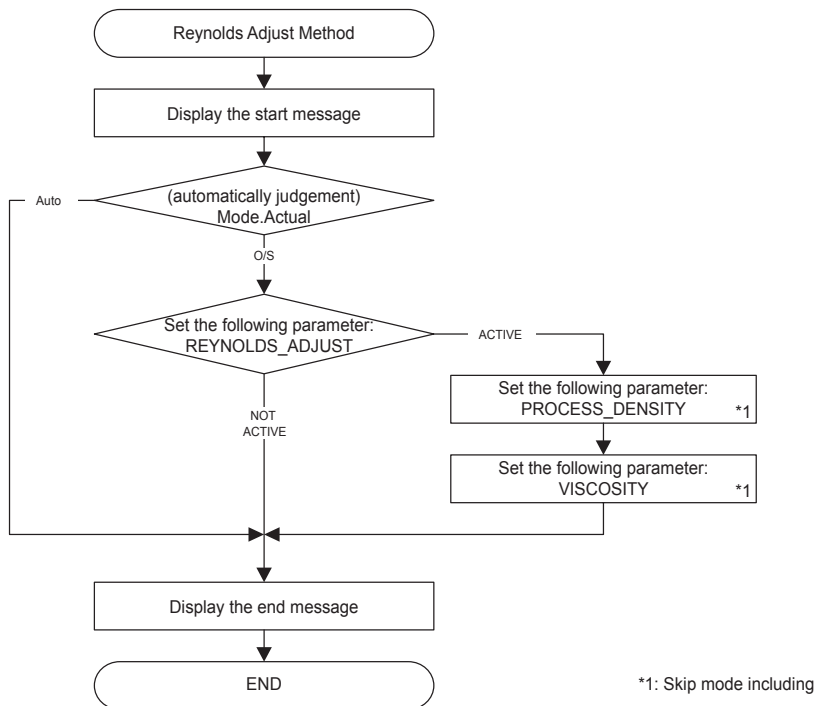 Reynolds Adjust Method
Display the start message
Auto
(automatically judgement)
Mode.Actual
O/S
Set the following parameter:
REYNOLDS_ADJUST
ACTIVE
NOT
ACTIVE
Set the following parameter:
PROCESS_DENSITY *1
Set the following parameter:
VISCOSITY *1
Display the end message
END
*1: Skip mode including